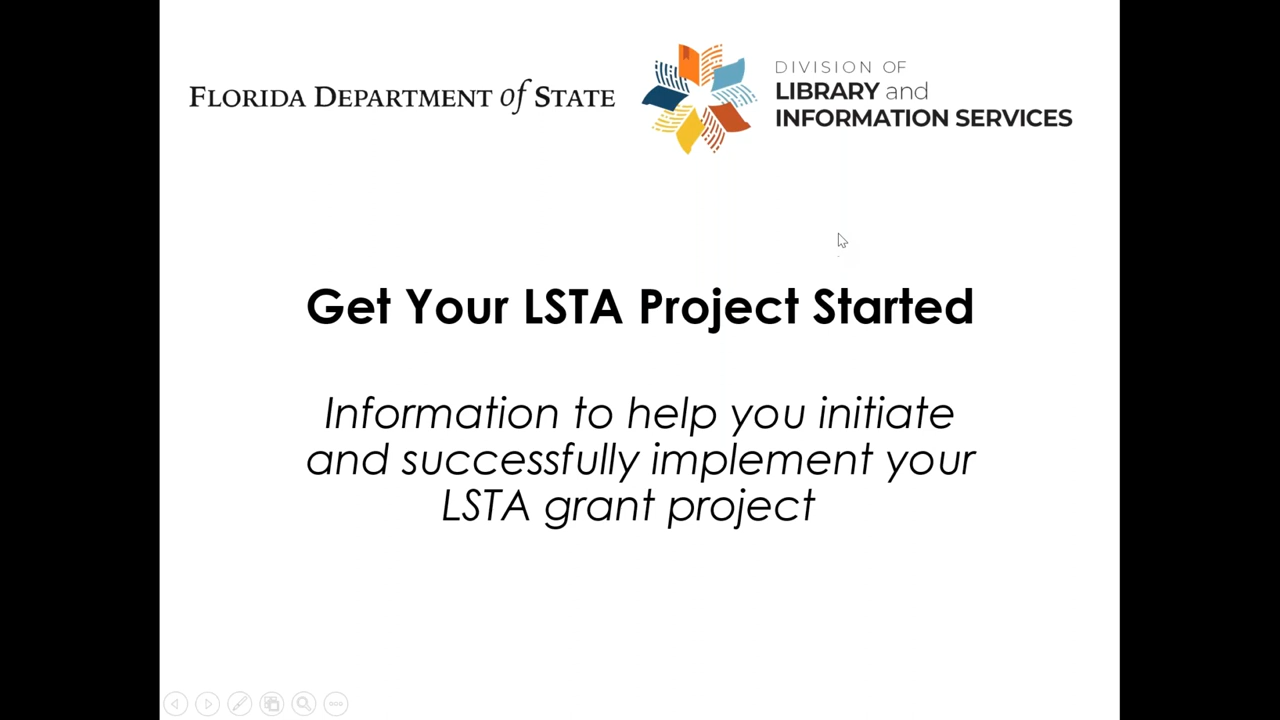 FLORIDA DEPARTMENT of STATE
DIVISION OF
LIBRARY and
INFORMATION SERVICES
Get Your LSTA Project Started
Information to help you initiate
and successfully implement your
LSTA grant project